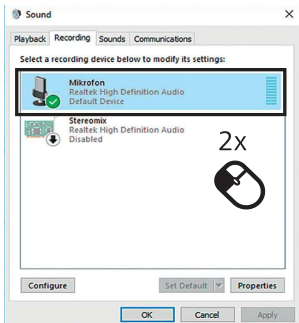 Sound
Playback Recording Sounds Communications
Select a recording device below to modify its settings:
Mikrofon
Realtek High Definition Audio
Default Device
Stereomix
Realtek High Definition Audio
Disabled
2x
Configure Set Default Properties
OK Cancel Apply